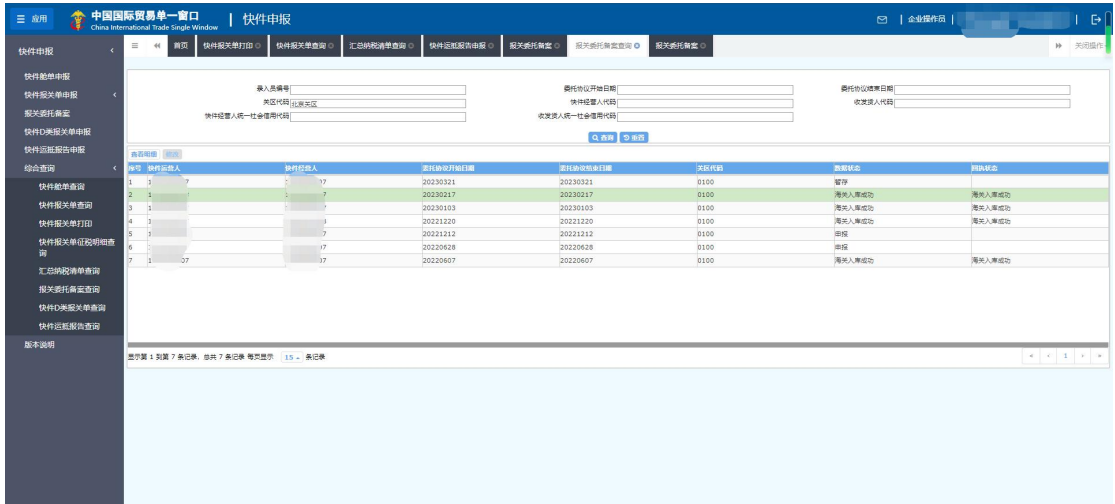 应用
中国国际贸易单一窗口
China International Trade Single Window
快件申报
企业操作员
快件申报
首页
快件报关单打印
快件报关单查询
汇总纳税清单查询
快件运抵报告申报
报关委托备案
报关委托备案查询
报关委托备案
关闭操作
快件舱单申报
快件报关单申报
报关委托备案
快件D类报关单申报
快件运抵报告申报
综合查询
快件舱单查询
快件报关单查询
快件报关单打印
快件报关单征税明细查
询
汇总纳税清单查询
报关委托备案查询
快件D类报关单查询
快件运抵报告查询
版本说明
录入员编号
委托协议开始日期
委托协议结束日期
关区代码 北京关区
快件经营人代码
收发货人代码
快件经营人统一社会信用代码
收发货人统一社会信用代码
查询 重置
查看明细
序号 快件运营人 快件经营人 委托协议开始日期 委托协议结束日期 关区代码 数据状态 回执状态
1 20230321 20230321 0100 暂存
2 20230217 20230217 0100 海关入库成功 海关入库成功
3 20230103 20230103 0100 海关入库成功 海关入库成功
4 20221220 20221220 0100 海关入库成功 海关入库成功
5 20221212 20221212 0100 申报
6 20220628 20220628 0100 申报
7 20220607 20220607 0100 海关入库成功 海关入库成功
显示第 1 到第 7 条记录，总共 7 条记录 每页显示 15 条记录
« ‹ 1 › »